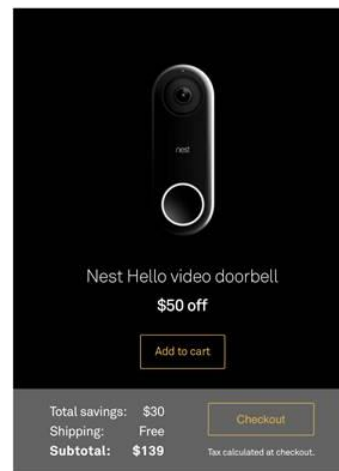 nest
Nest Hello video doorbell
$50 off
Add to cart
Total savings: $30
Shipping: Free
Subtotal: $139
Checkout
Tax calculated at checkout.